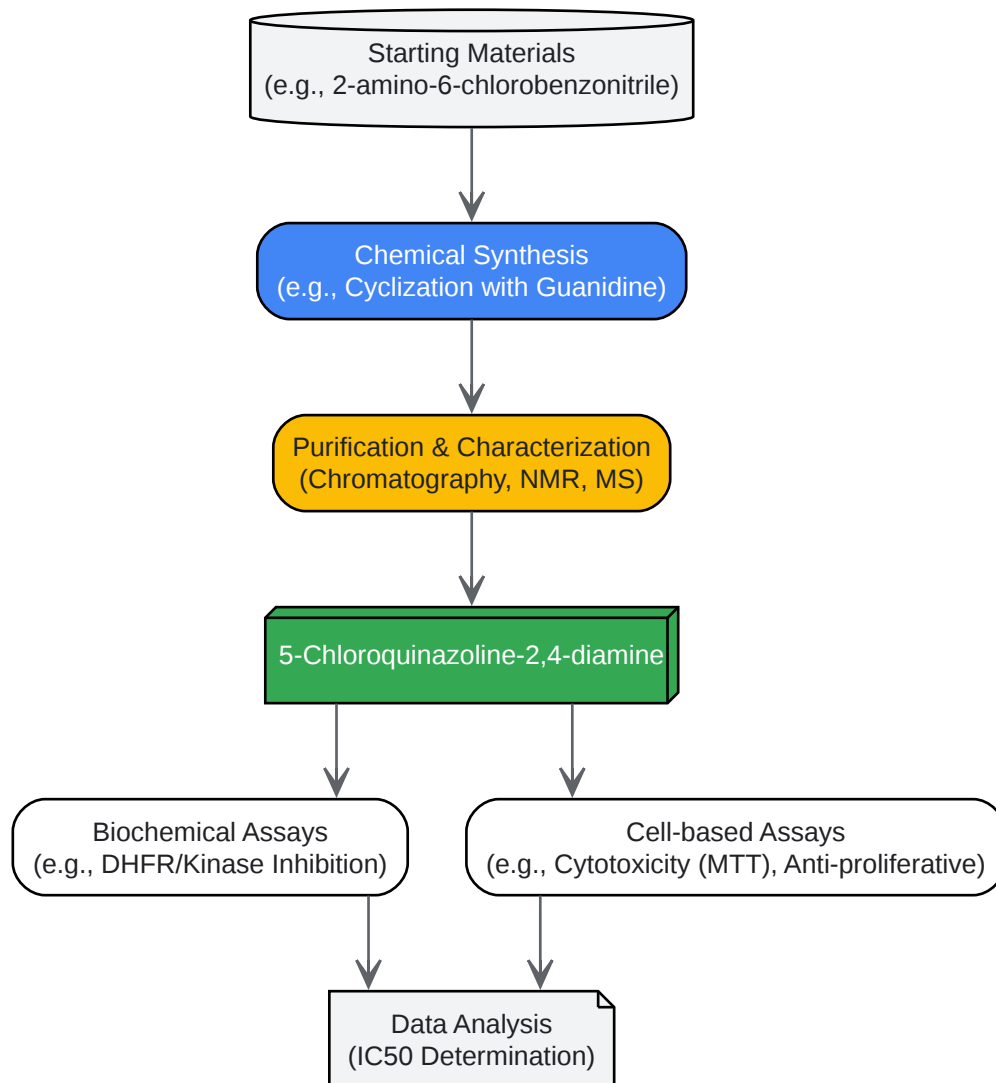 Starting Materials
(e.g., 2-amino-6-chlorobenzonitrile)
Chemical Synthesis
(e.g., Cyclization with Guanidine)
Purification & Characterization
(Chromatography, NMR, MS)
5-Chloroquinazoline-2,4-diamine
Biochemical Assays
(e.g., DHFR/Kinase Inhibition)
Cell-based Assays
(e.g., Cytotoxicity (MTT), Anti-proliferative)
Data Analysis
(IC50 Determination)